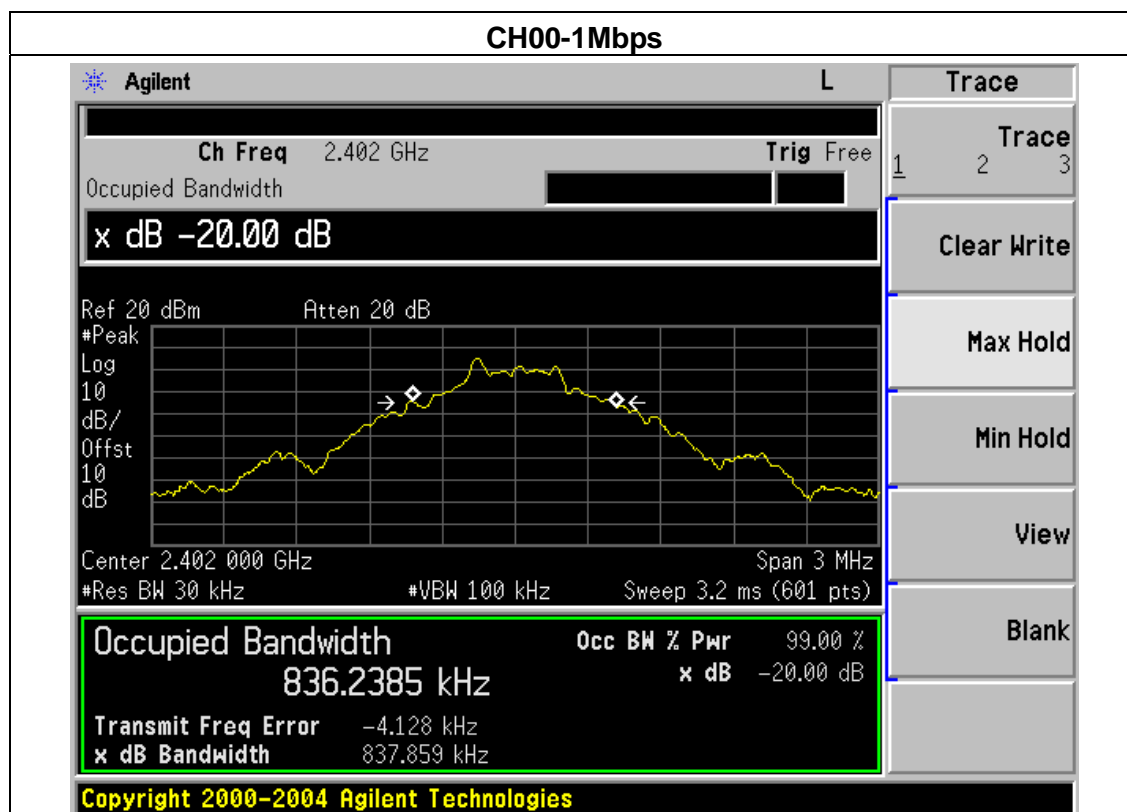 CH00-1Mbps
Agilent L Trace
Ch Freq 2.402 GHz Trig Free
Occupied Bandwidth
x dB -20.00 dB
Ref 20 dBm Atten 20 dB
#Peak
Log
10
dB/
Offst
10
dB
Center 2.402 000 GHz Span 3 MHz
#Res BW 30 kHz #VBW 100 kHz Sweep 3.2 ms (601 pts)
Occupied Bandwidth Occ BW % Pwr 99.00 %
836.2385 kHz x dB -20.00 dB
Transmit Freq Error -4.128 kHz
x dB Bandwidth 837.859 kHz
Copyright 2000-2004 Agilent Technologies
Trace
1 2 3
Clear Write
Max Hold
Min Hold
View
Blank